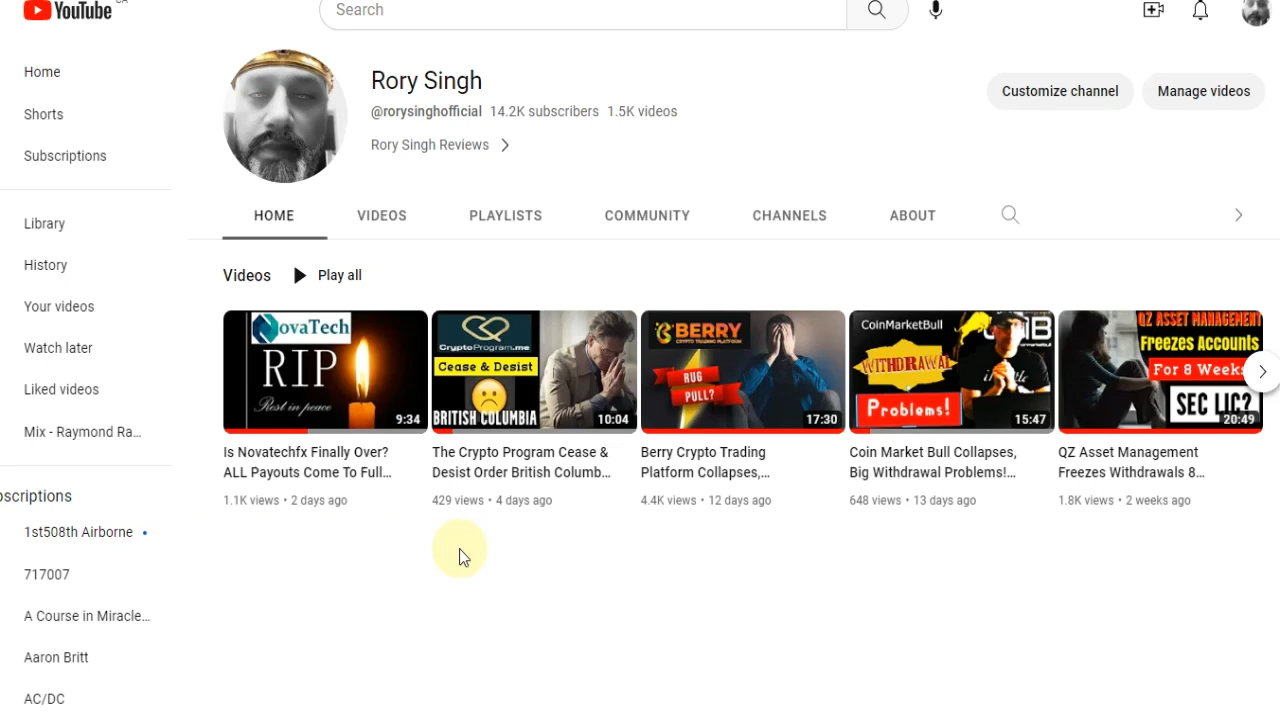 YouTube
Search
Home
Shorts
Subscriptions
Library
History
Your videos
Watch later
Liked videos
Mix - Raymond Ra...
bscriptions
1st508th Airborne
717007
A Course in Miracle...
Aaron Britt
AC/DC
Rory Singh
@rorysinghofficial 14.2K subscribers 1.5K videos
Rory Singh Reviews
Customize channel
Manage videos
HOME
VIDEOS
PLAYLISTS
COMMUNITY
CHANNELS
ABOUT
Videos
Play all
NovaTech
RIP
Rest in peace
9:34
Is Novatechfx Finally Over?
ALL Payouts Come To Full...
1.1K views • 2 days ago
CryptoProgram.me
Cease & Desist
BRITISH COLUMBIA
10:04
The Crypto Program Cease &
Desist Order British Columb...
429 views • 4 days ago
BERRY
CRYPTO TRADING PLATFORM
RUG
PULL?
17:30
Berry Crypto Trading
Platform Collapses,
4.4K views • 12 days ago
CoinMarketBull
WITHDRAWAL
Problems!
15:47
Coin Market Bull Collapses,
Big Withdrawal Problems!...
648 views • 13 days ago
QZ ASSET MANAGEMENT
Freezes Accounts
For 8 Weeks
SEC LIC?
20:49
QZ Asset Management
Freezes Withdrawals 8...
1.8K views • 2 weeks ago